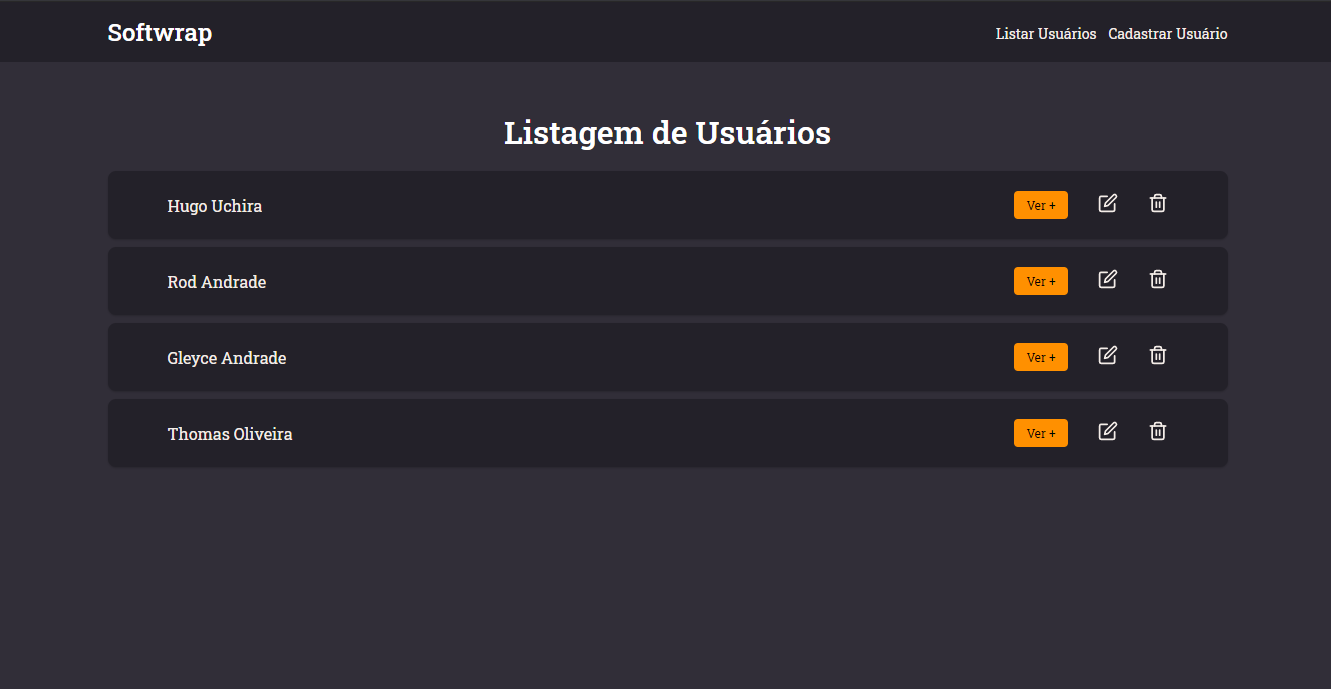 Softwrap
Listar Usuários Cadastrar Usuário
Listagem de Usuários
Hugo Uchira
Ver +
Rod Andrade
Ver +
Gleyce Andrade
Ver +
Thomas Oliveira
Ver +